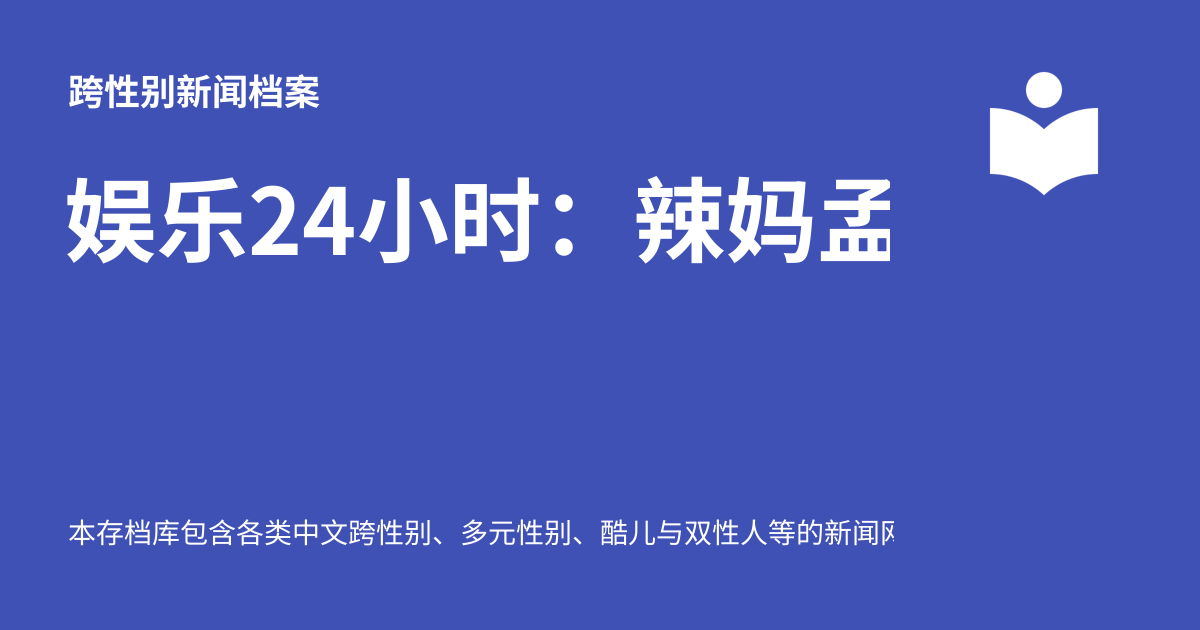 跨性别新闻档案
娱乐24小时：辣妈孟
本存档库包含各类中文跨性别、多元性别、酷儿与双性人等的新闻网